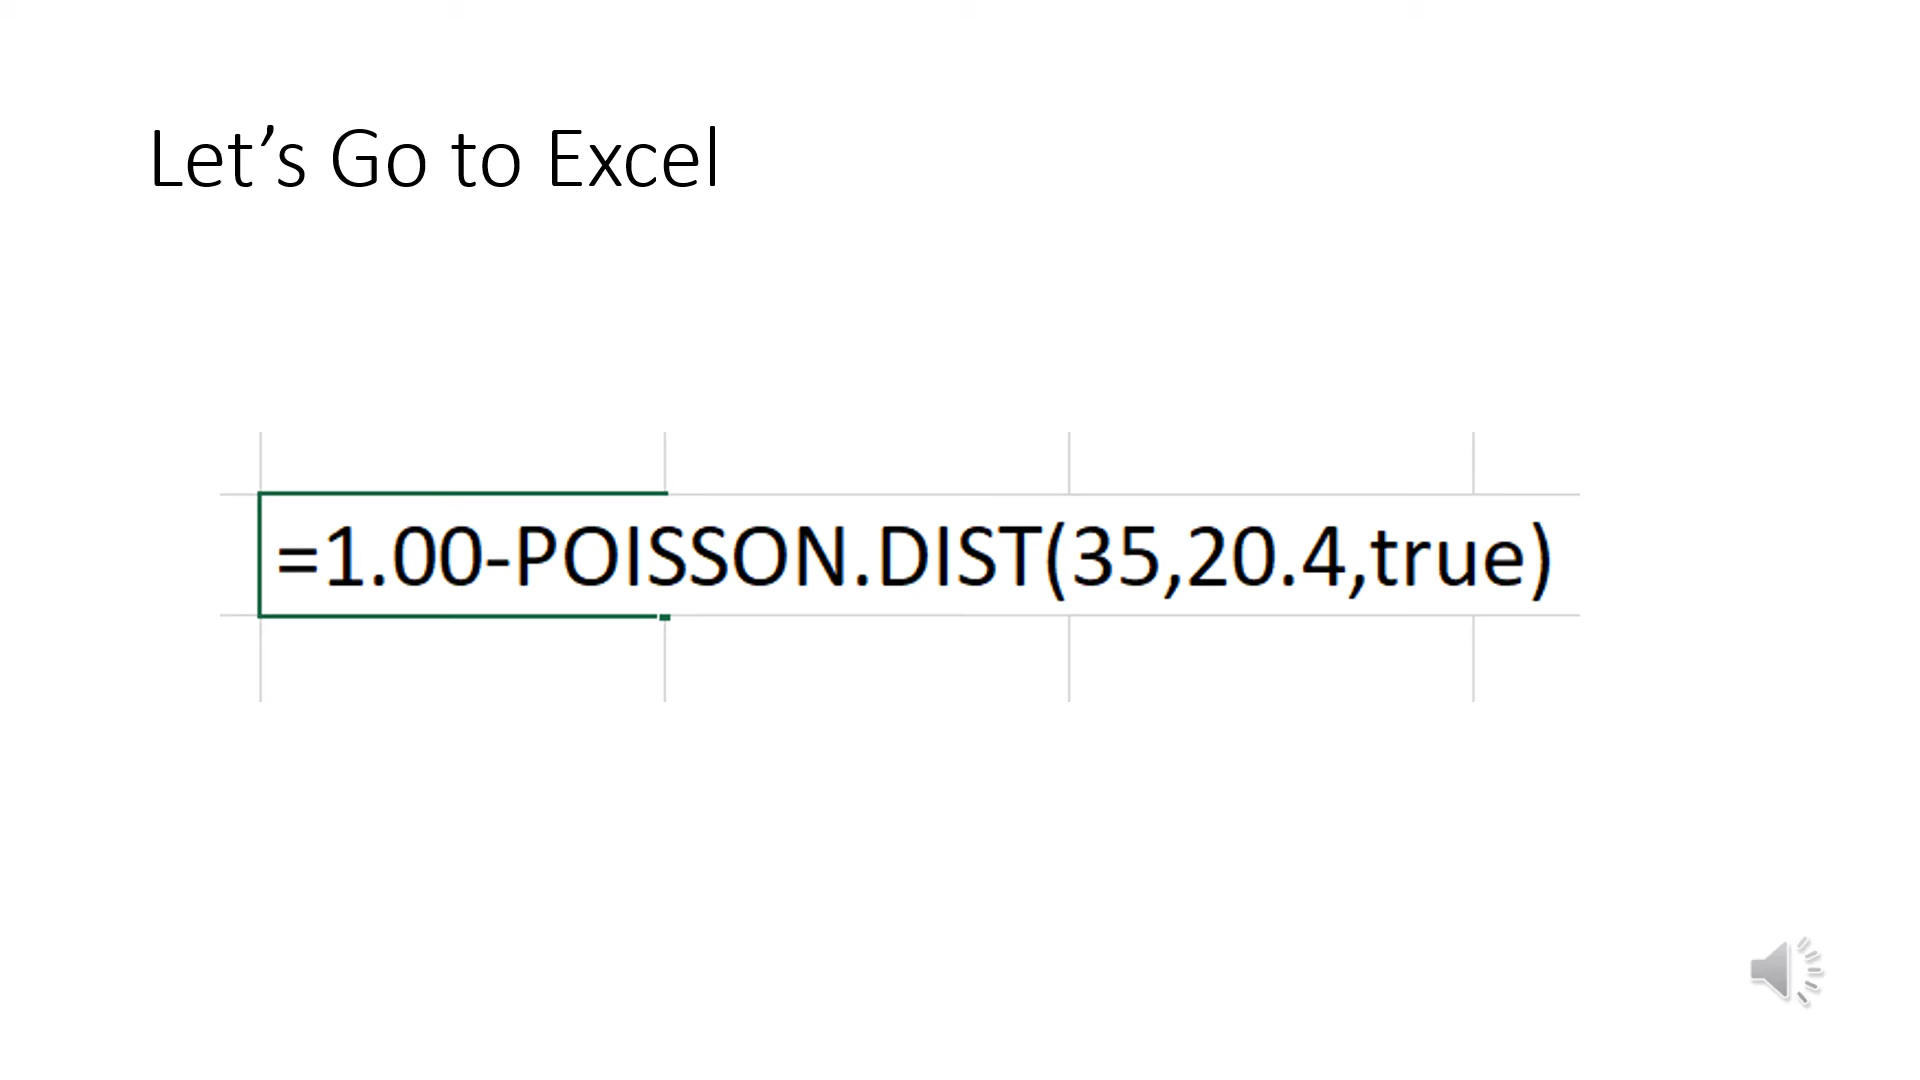 Let’s Go to Excel
=1.00-POISSON.DIST(35,20.4,true)